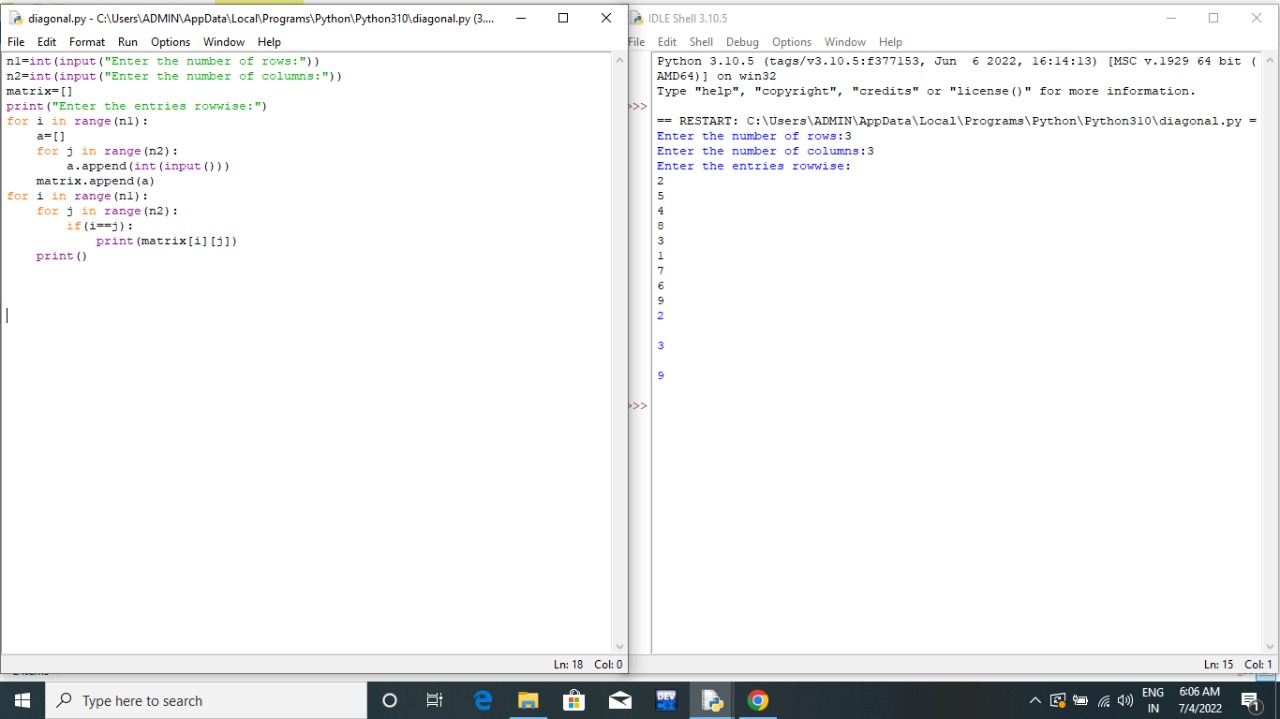 diagonal.py - C:\Users\ADMIN\AppData\Local\Programs\Python\Python310\diagonal.py (3....
File Edit Format Run Options Window Help
n1=int(input("Enter the number of rows:"))
n2=int(input("Enter the number of columns:"))
matrix=[]
print("Enter the entries rowwise:")
for i in range(n1):
    a=[]
    for j in range(n2):
        a.append(int(input()))
    matrix.append(a)
for i in range(n1):
    for j in range(n2):
        if(i==j):
            print(matrix[i][j])
    print()
Ln: 18 Col: 0
IDLE Shell 3.10.5
File Edit Shell Debug Options Window Help
Python 3.10.5 (tags/v3.10.5:f377153, Jun  6 2022, 16:14:13) [MSC v.1929 64 bit (
AMD64)] on win32
Type "help", "copyright", "credits" or "license()" for more information.
>>>
== RESTART: C:\Users\ADMIN\AppData\Local\Programs\Python\Python310\diagonal.py =
Enter the number of rows:3
Enter the number of columns:3
Enter the entries rowwise:
2
5
4
8
3
1
7
6
9
2
3
9
>>>
Ln: 15 Col: 1
Type here to search
DEV
ENG
IN
6:06 AM
7/4/2022
1